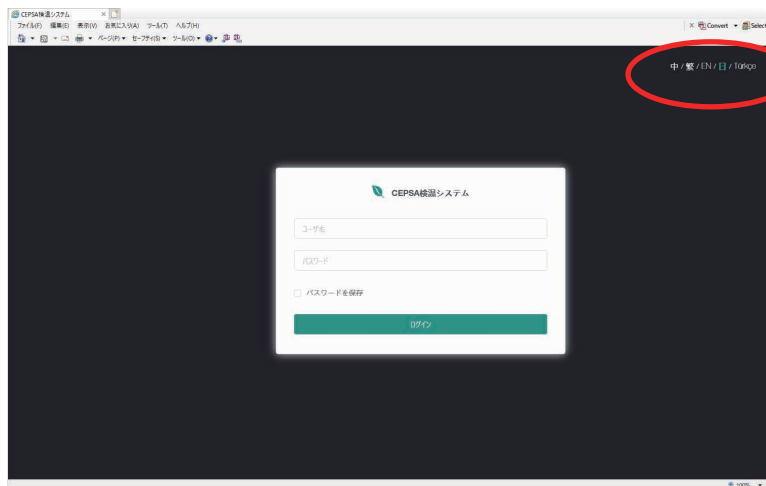 CEPSA検温システム
ファイル(F) 編集(E) 表示(V) お気に入り(A) ツール(T) ヘルプ(H)
× Convert Select
ページ(P) セーフティ(S) ツール(O)
中 / 繁 / EN / 日 / Türkçe
CEPSA検温システム
ユーザ名
パスワード
パスワードを保存
ログイン
100%